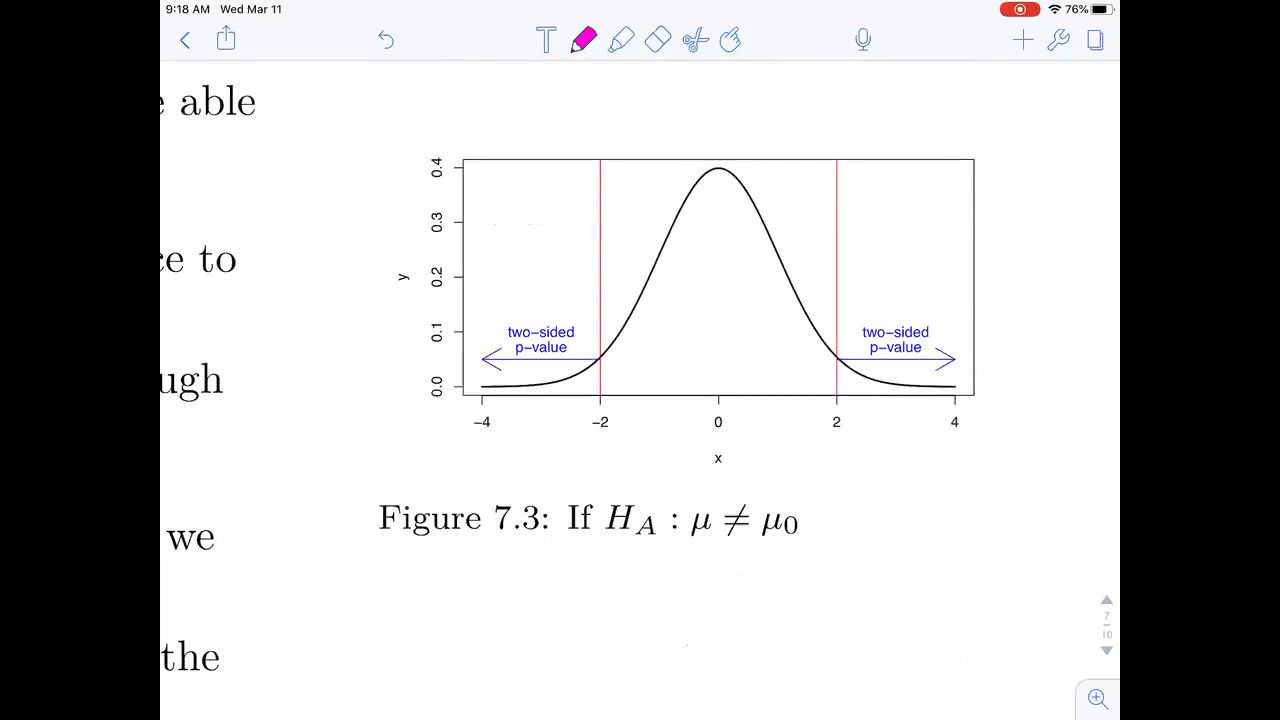 9:18 AM Wed Mar 11
76%
T
able
ce to
ugh
we
the
0.4
0.3
0.2
0.1
0.0
y
two-sided
p-value
two-sided
p-value
-4 -2 0 2 4
x
Figure 7.3: If H_A : μ ≠ μ_0
7
10